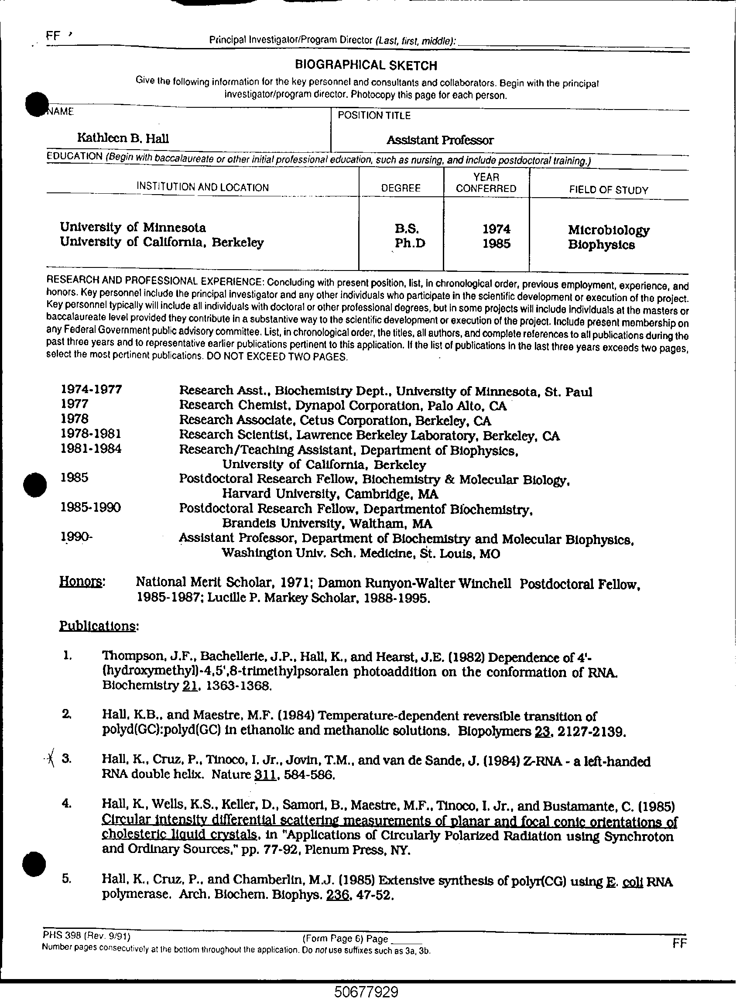 FF
Principal Investigator/Program Director (Last, first, middle):
BIOGRAPHICAL SKETCH
Give the following information for the key personnel and consultants and collaborators. Begin with the principal
investigator/program director. Photocopy this page for each person.
NAME
POSITION TITLE
Kathleen B. Hall
Assistant Professor
EDUCATION (Begin with baccalaureate or other initial professional education, such as nursing, and include postdoctoral training.)
INSTITUTION AND LOCATION DEGREE YEAR CONFERRED FIELD OF STUDY
University of Minnesota B.S. 1974 Microbiology
University of California, Berkeley Ph.D 1985 Biophysics
RESEARCH AND PROFESSIONAL EXPERIENCE: Concluding with present position, list, in chronological order, previous employment, experience, and
honors. Key personnel include the principal investigator and any other individuals who participate in the scientific development or execution of the project.
Key personnel typically will include all individuals with doctoral or other professional degrees, but in some projects will include individuals at the masters or
baccalaureate level provided they contribute in a substantive way to the scientific development or execution of the project. Include present membership on
any Federal Government public advisory committee. List, in chronological order, the titles, all authors, and complete references to all publications during the
past three years and to representative earlier publications pertinent to this application. If the list of publications in the last three years exceeds two pages,
select the most pertinent publications. DO NOT EXCEED TWO PAGES.
1974-1977 Research Asst., Biochemistry Dept., University of Minnesota, St. Paul
1977 Research Chemist, Dynapol Corporation, Palo Alto, CA
1978 Research Associate, Cetus Corporation, Berkeley, CA
1978-1981 Research Scientist, Lawrence Berkeley Laboratory, Berkeley, CA
1981-1984 Research/Teaching Assistant, Department of Biophysics,
University of California, Berkeley
1985 Postdoctoral Research Fellow, Biochemistry & Molecular Biology,
Harvard University, Cambridge, MA
1985-1990 Postdoctoral Research Fellow, Departmentof Biochemistry,
Brandeis University, Waltham, MA
1990- Assistant Professor, Department of Biochemistry and Molecular Biophysics,
Washington Univ. Sch. Medicine, St. Louis, MO
Honors: National Merit Scholar, 1971; Damon Runyon-Walter Winchell Postdoctoral Fellow,
1985-1987; Lucille P. Markey Scholar, 1988-1995.
Publications:
1. Thompson, J.F., Bachellerie, J.P., Hall, K., and Hearst, J.E. (1982) Dependence of 4'-
(hydroxymethyl)-4,5',8-trimethylpsoralen photoaddition on the conformation of RNA.
Biochemistry 21, 1363-1368.
2. Hall, K.B., and Maestre, M.F. (1984) Temperature-dependent reversible transition of
polyd(GC):polyd(GC) in ethanolic and methanolic solutions. Biopolymers 23, 2127-2139.
3. Hall, K., Cruz, P., Tinoco, I. Jr., Jovin, T.M., and van de Sande, J. (1984) Z-RNA - a left-handed
RNA double helix. Nature 311, 584-586.
4. Hall, K., Wells, K.S., Keller, D., Samori, B., Maestre, M.F., Tinoco, I. Jr., and Bustamante, C. (1985)
Circular intensity differential scattering measurements of planar and focal conic orientations of
cholesteric liquid crystals, in "Applications of Circularly Polarized Radiation using Synchroton
and Ordinary Sources," pp. 77-92, Plenum Press, NY.
5. Hall, K., Cruz, P., and Chamberlin, M.J. (1985) Extensive synthesis of polyr(CG) using E. coli RNA
polymerase. Arch. Biochem. Biophys. 236, 47-52.
PHS 398 (Rev. 9/91) (Form Page 6) Page FF
Number pages consecutively at the bottom throughout the application. Do not use suffixes such as 3a, 3b.
50677929